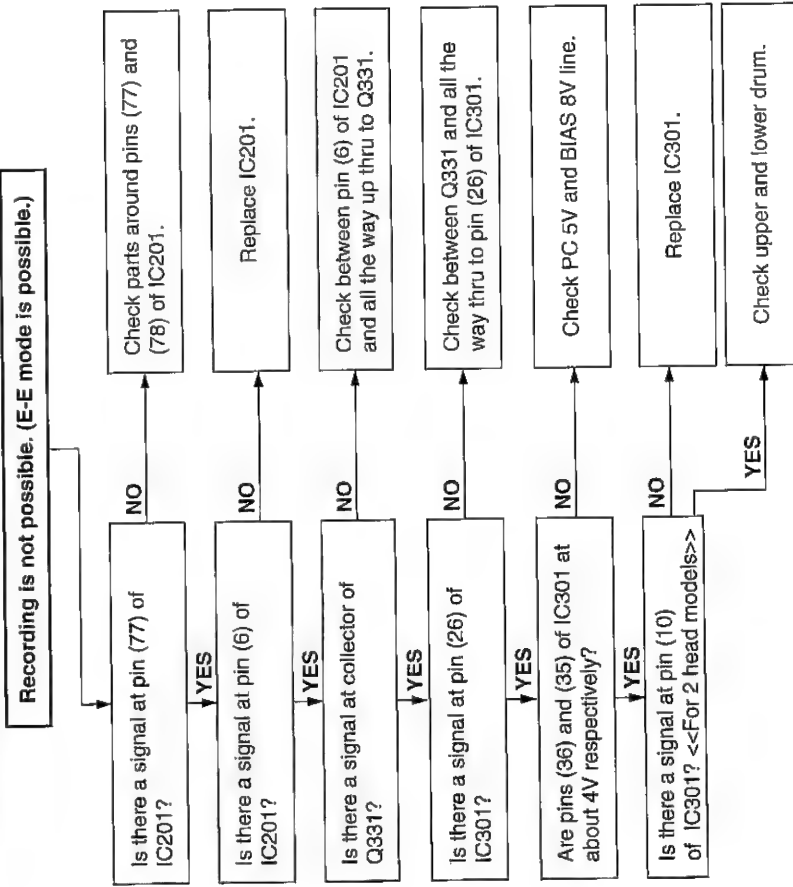 Recording is not possible. (E-E mode is possible.)
Is there a signal at pin (77) of
IC201?
NO
Check parts around pins (77) and
(78) of IC201.
YES
Is there a signal at pin (6) of
IC201?
NO
Replace IC201.
YES
Is there a signal at collector of
Q331?
NO
Check between pin (6) of IC201
and all the way up thru to Q331.
YES
Is there a signal at pin (26) of
IC301?
NO
Check between Q331 and all the
way thru to pin (26) of IC301.
YES
Are pins (36) and (35) of IC301 at
about 4V respectively?
NO
Check PC 5V and BIAS 8V line.
YES
Is there a signal at pin (10)
of IC301? <<For 2 head models>>
NO
Replace IC301.
YES
Check upper and lower drum.